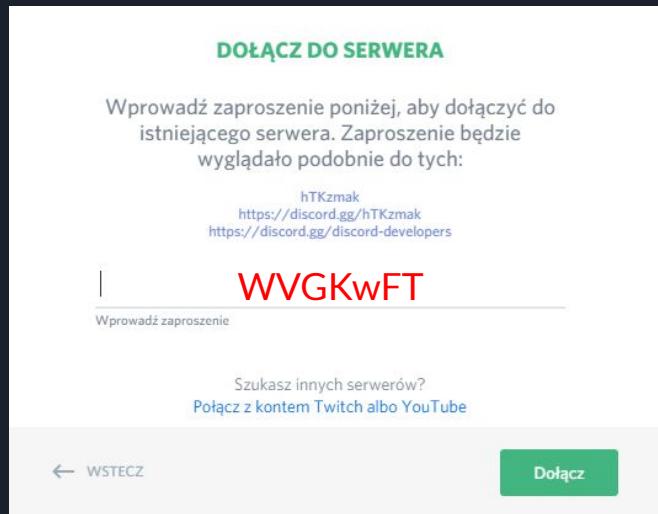 DOŁĄCZ DO SERWERA
Wprowadź zaproszenie poniżej, aby dołączyć do
istniejącego serwera. Zaproszenie będzie
wyglądało podobnie do tych:
hTKzmak
https://discord.gg/hTKzmak
https://discord.gg/discord-developers
WVGKwFT
Wprowadź zaproszenie
Szukasz innych serwerów?
Połącz z kontem Twitch albo YouTube
← WSTECZ
Dołącz